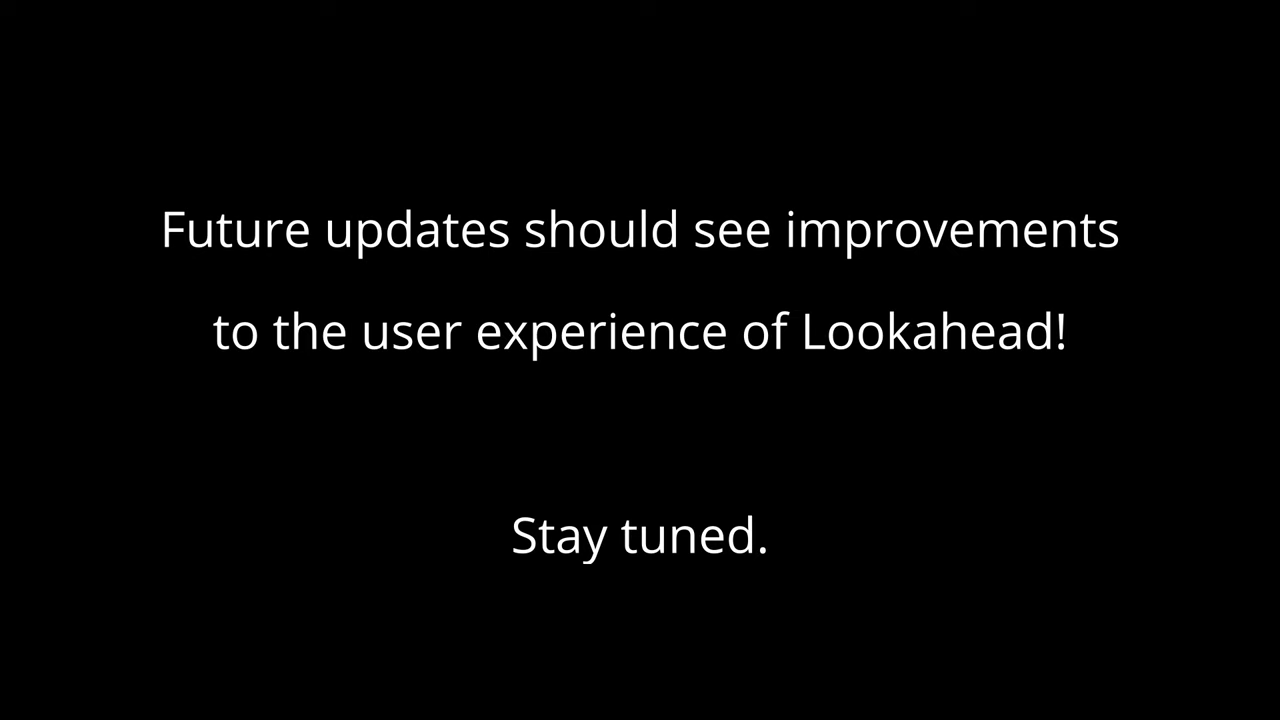 Future updates should see improvements
to the user experience of Lookahead!
Stay tuned.